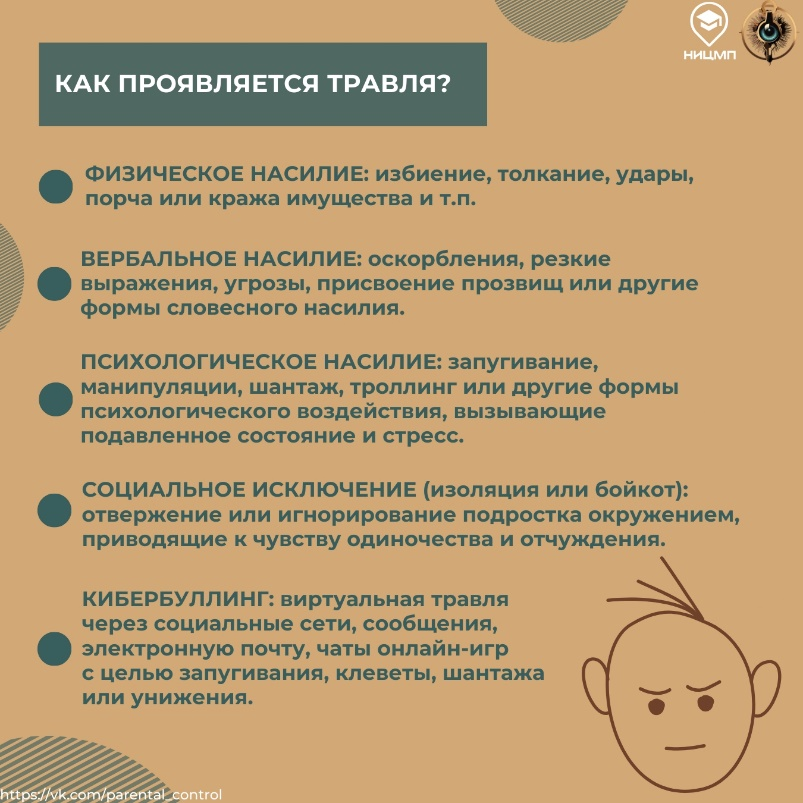 НИЦМП
КАК ПРОЯВЛЯЕТСЯ ТРАВЛЯ?
ФИЗИЧЕСКОЕ НАСИЛИЕ: избиение, толкание, удары,
порча или кража имущества и т.п.
ВЕРБАЛЬНОЕ НАСИЛИЕ: оскорбления, резкие
выражения, угрозы, присвоение прозвищ или другие
формы словесного насилия.
ПСИХОЛОГИЧЕСКОЕ НАСИЛИЕ: запугивание,
манипуляции, шантаж, троллинг или другие формы
психологического воздействия, вызывающие
подавленное состояние и стресс.
СОЦИАЛЬНОЕ ИСКЛЮЧЕНИЕ (изоляция или бойкот):
отвержение или игнорирование подростка окружением,
приводящие к чувству одиночества и отчуждения.
КИБЕРБУЛЛИНГ: виртуальная травля
через социальные сети, сообщения,
электронную почту, чаты онлайн-игр
с целью запугивания, клеветы, шантажа
или унижения.
https://vk.com/parental_control